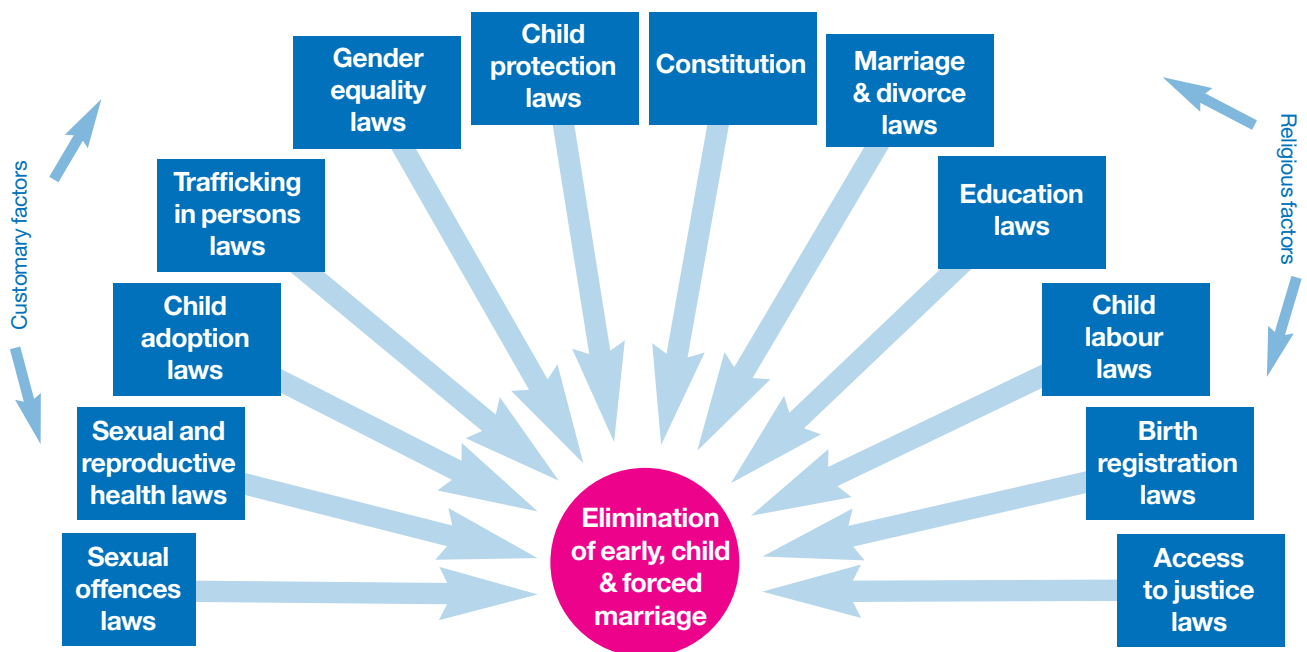 Customary factors
Sexual
offences
laws
Sexual and
reproductive
health laws
Child
adoption
laws
Trafficking
in persons
laws
Gender
equality
laws
Child
protection
laws
Constitution
Marriage
& divorce
laws
Education
laws
Child
labour
laws
Birth
registration
laws
Access
to justice
laws
Religious factors
Elimination
of early, child
& forced
marriage